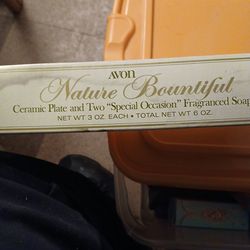 AVON
Nature Bountiful
Ceramic Plate and Two "Special Occasion" Fragranced Soap
NET WT 3 OZ. EACH • TOTAL NET WT 6 OZ.